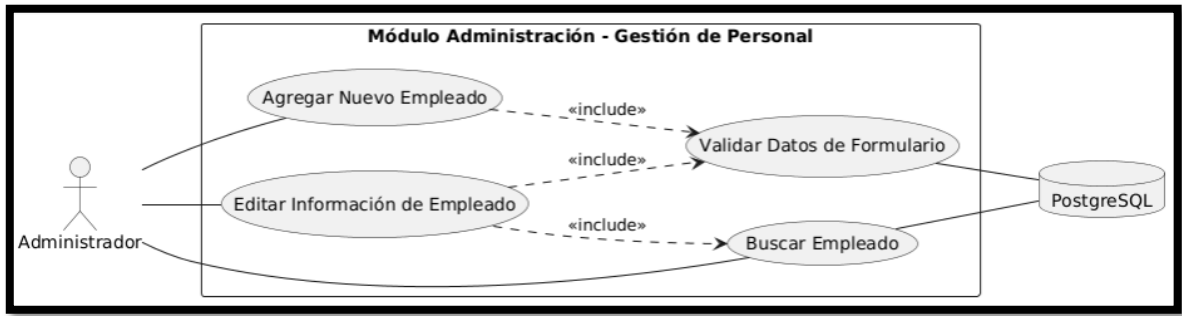 Módulo Administración - Gestión de Personal
Agregar Nuevo Empleado
«include»
Validar Datos de Formulario
«include»
Editar Información de Empleado
PostgreSQL
«include»
Administrador
Buscar Empleado